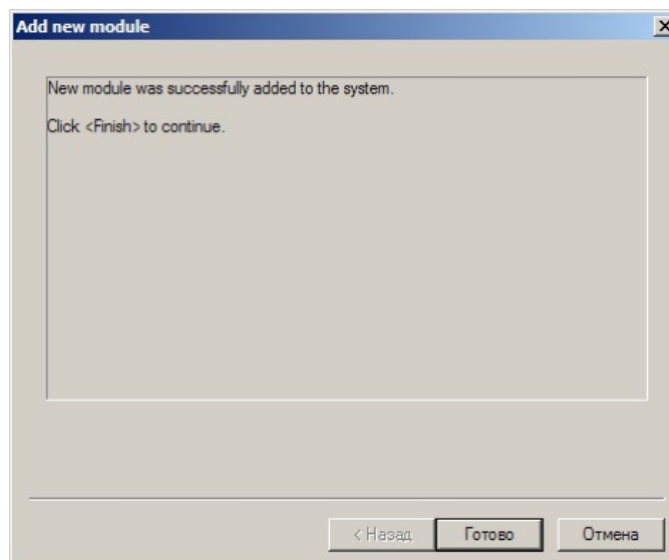 Add new module
New module was successfully added to the system.
Click <Finish> to continue.
< Назад
Готово
Отмена